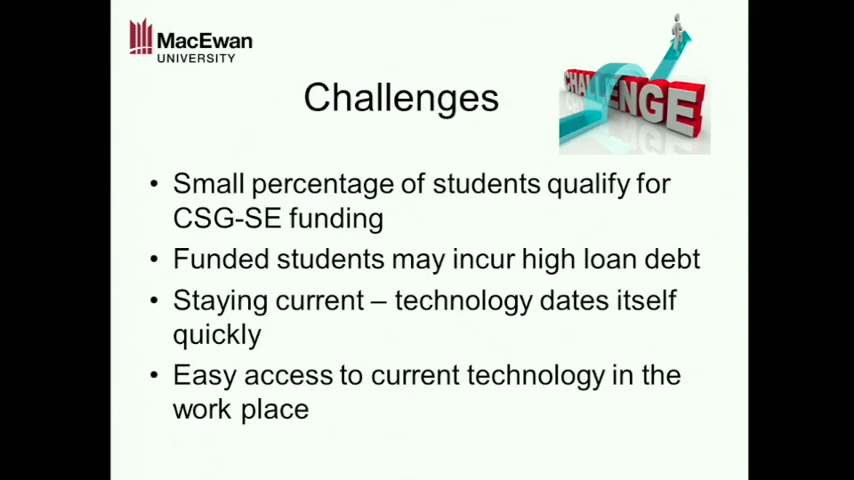 MacEwan
UNIVERSITY
CHALLENGE
Challenges
• Small percentage of students qualify for
CSG-SE funding
• Funded students may incur high loan debt
• Staying current – technology dates itself
quickly
• Easy access to current technology in the
work place